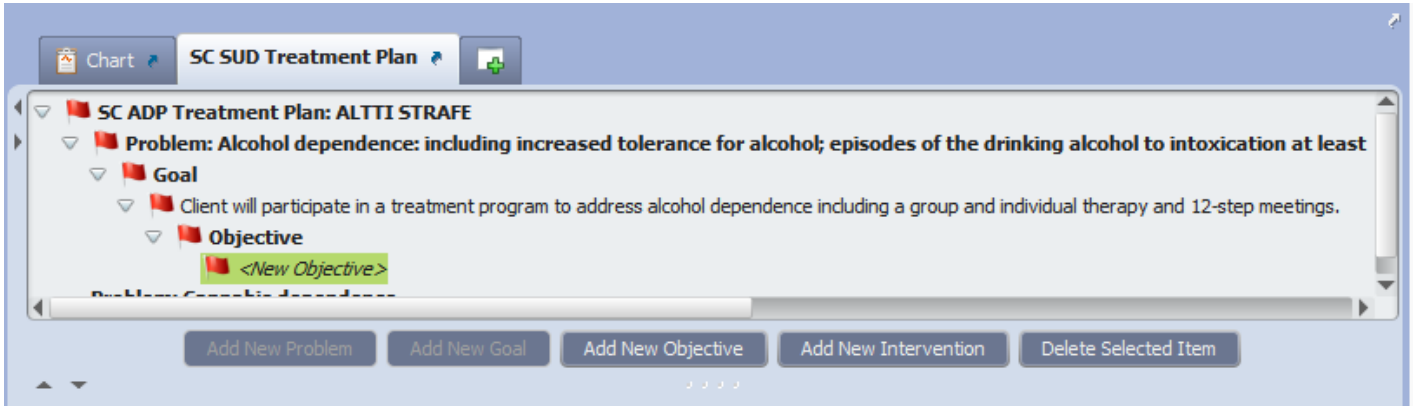 Chart
SC SUD Treatment Plan
SC ADP Treatment Plan: ALTTI STRAFE
Problem: Alcohol dependence: including increased tolerance for alcohol; episodes of the drinking alcohol to intoxication at least
Goal
Client will participate in a treatment program to address alcohol dependence including a group and individual therapy and 12-step meetings.
Objective
<New Objective>
Problem: Cannabis dependence
Add New Problem
Add New Goal
Add New Objective
Add New Intervention
Delete Selected Item